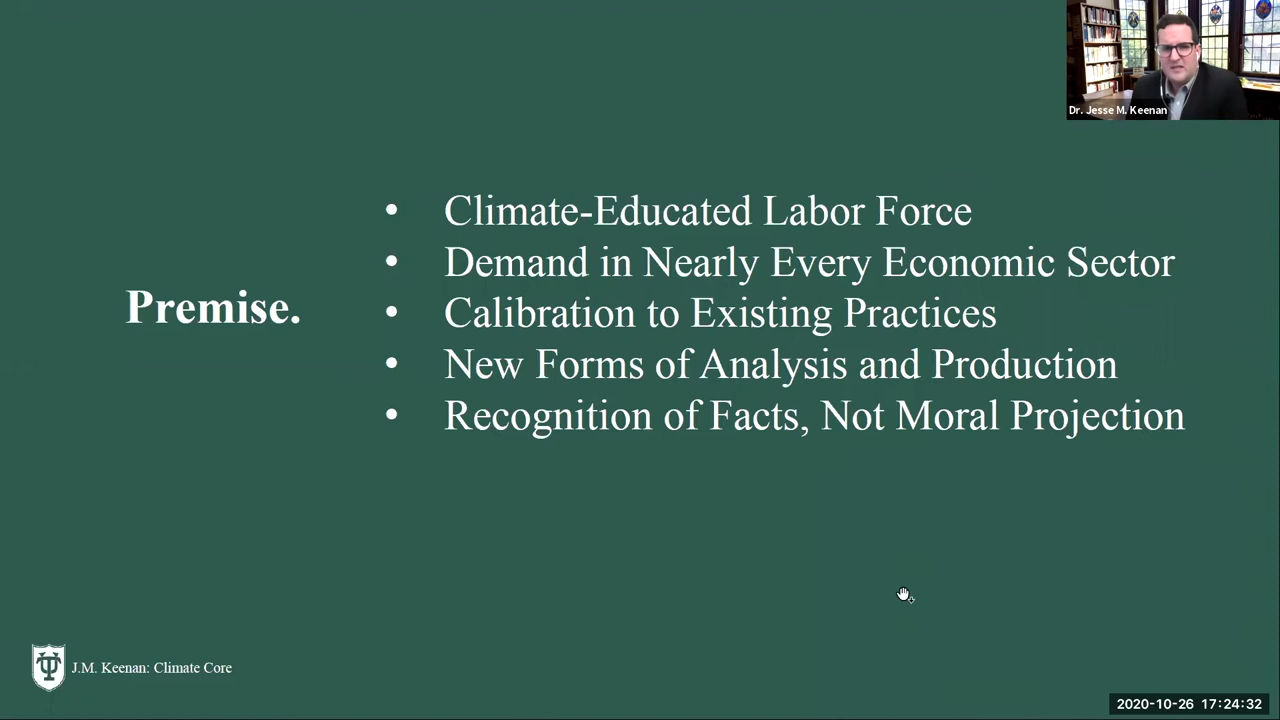 Dr. Jesse M. Keenan
Premise.
• Climate-Educated Labor Force
• Demand in Nearly Every Economic Sector
• Calibration to Existing Practices
• New Forms of Analysis and Production
• Recognition of Facts, Not Moral Projection
J.M. Keenan: Climate Core
2020-10-26 17:24:32